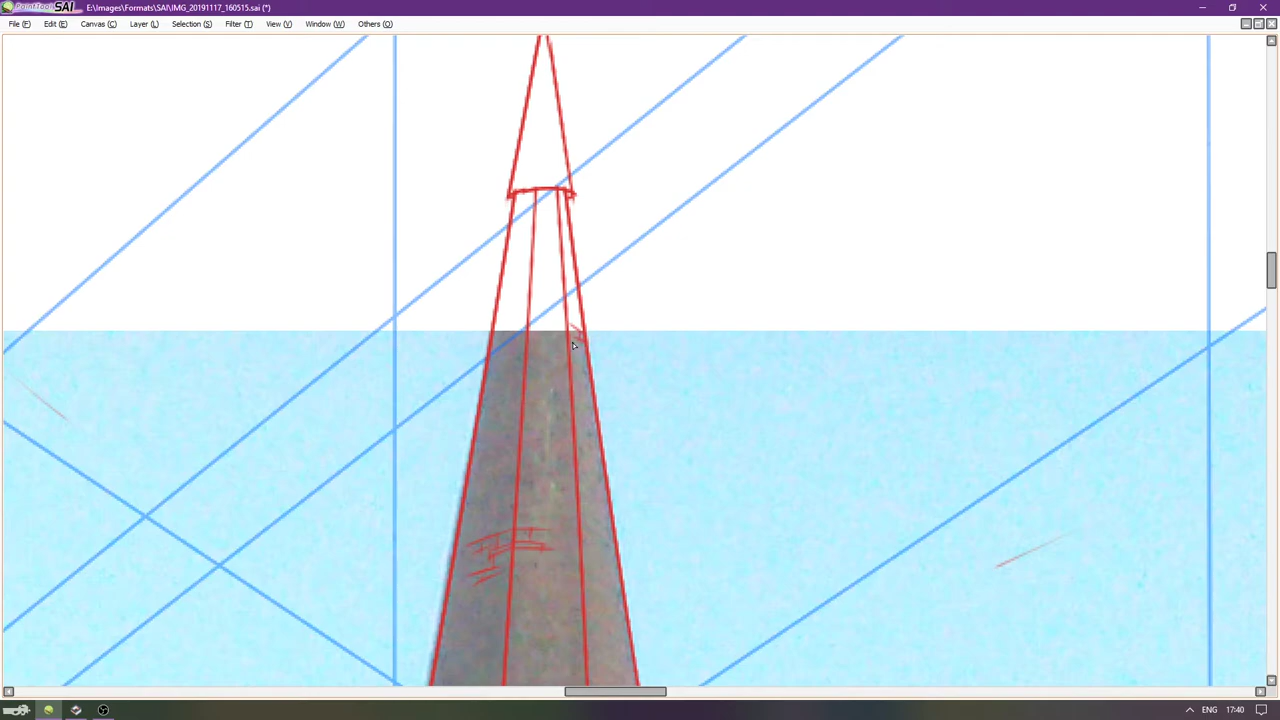 PaintTool SAI E:\Images\Formats\SAI\IMG_20191117_160515.sai (*)
File (F) Edit (E) Canvas (C) Layer (L) Selection (S) Filter (T) View (V) Window (W) Others (O)
ENG 17:40